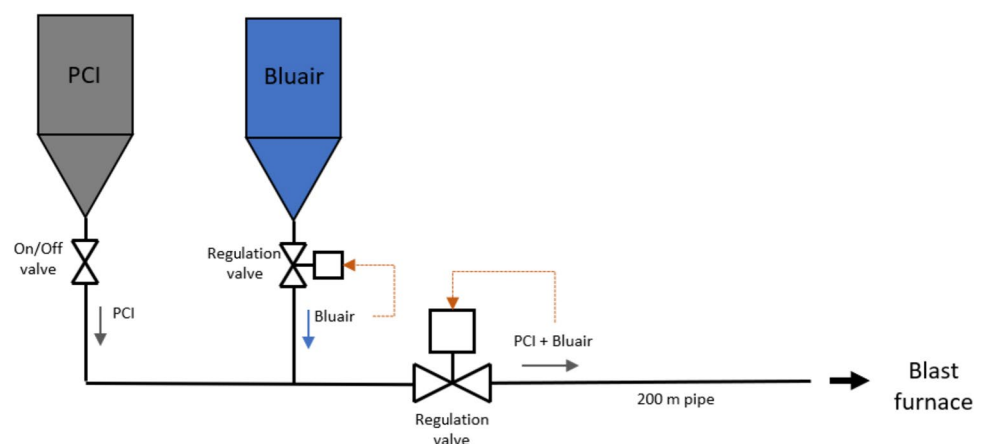 PCI
Bluair
On/Off
valve
Regulation
valve
PCI
Bluair
PCI + Bluair
200 m pipe
Regulation
valve
Blast
furnace